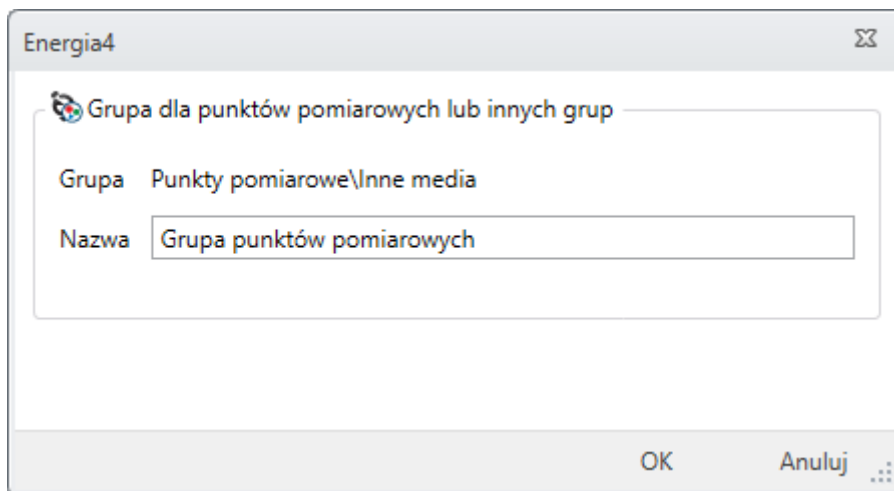 Energia4
Grupa dla punktów pomiarowych lub innych grup
Grupa Punkty pomiarowe\Inne media
Nazwa Grupa punktów pomiarowych
OK Anuluj